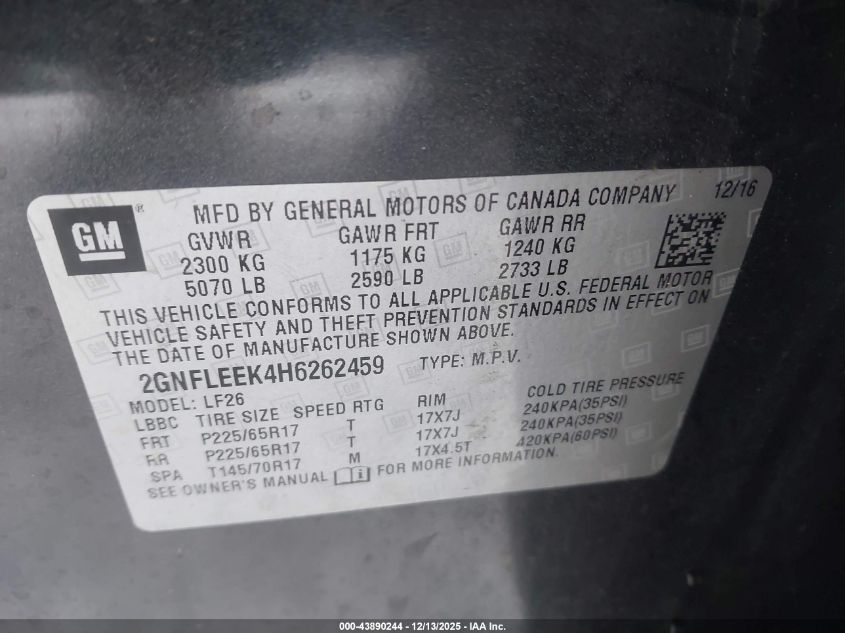 GM ®
MFD BY GENERAL MOTORS OF CANADA COMPANY 12/16
GVWR GAWR FRT GAWR RR
2300 KG 1175 KG 1240 KG
5070 LB 2590 LB 2733 LB
THIS VEHICLE CONFORMS TO ALL APPLICABLE U.S. FEDERAL MOTOR
VEHICLE SAFETY AND THEFT PREVENTION STANDARDS IN EFFECT ON
THE DATE OF MANUFACTURE SHOWN ABOVE.
2GNFLEEK4H6262459 TYPE: M.P.V.
MODEL: LF26
LBBC TIRE SIZE SPEED RTG RIM COLD TIRE PRESSURE
FRT P225/65R17 T 17X7J 240KPA(35PSI)
RR P225/65R17 T 17X7J 240KPA(35PSI)
SPA T145/70R17 M 17X4.5T 420KPA(60PSI)
SEE OWNER'S MANUAL FOR MORE INFORMATION.
000-43890244 - 12/13/2025 - IAA Inc.